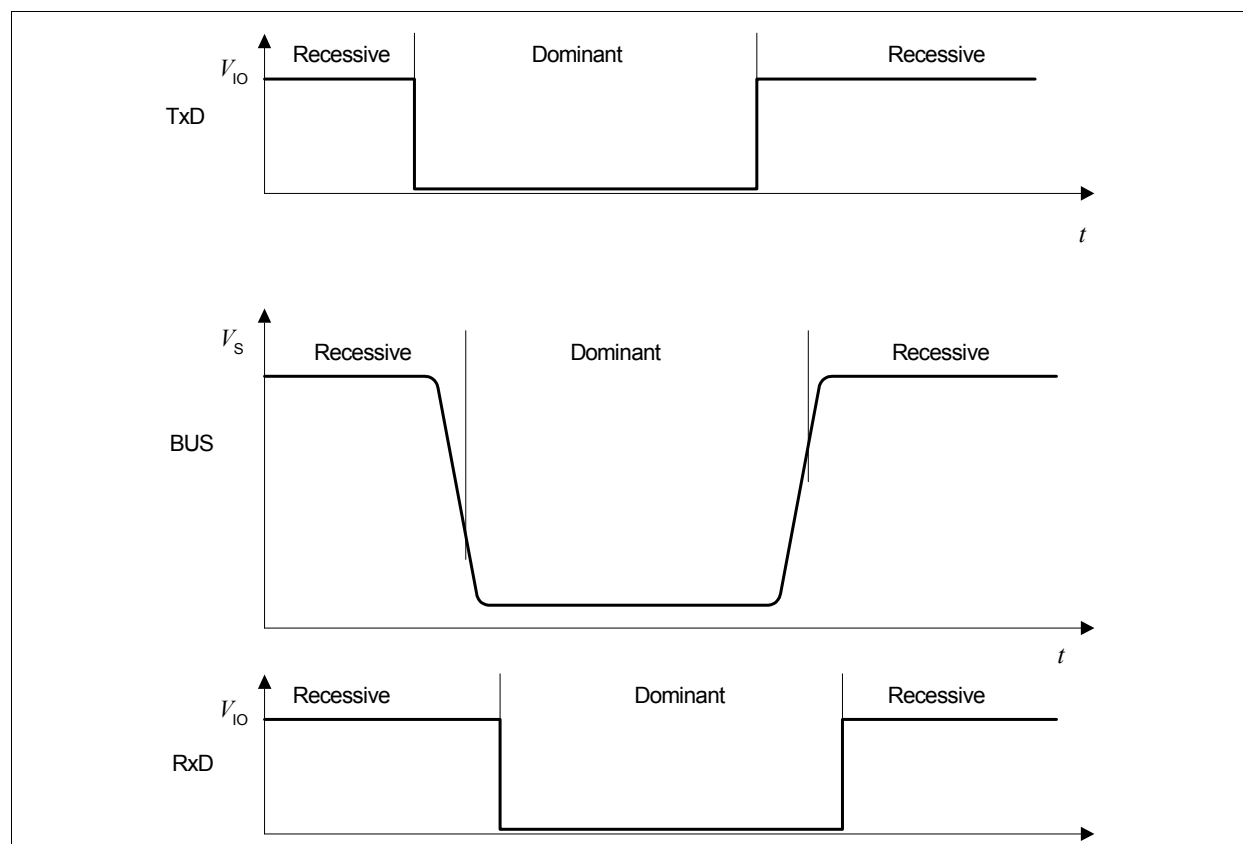 Recessive Dominant Recessive
V_IO
TxD
t
V_S
Recessive Dominant Recessive
BUS
t
Recessive Dominant Recessive
V_IO
RxD